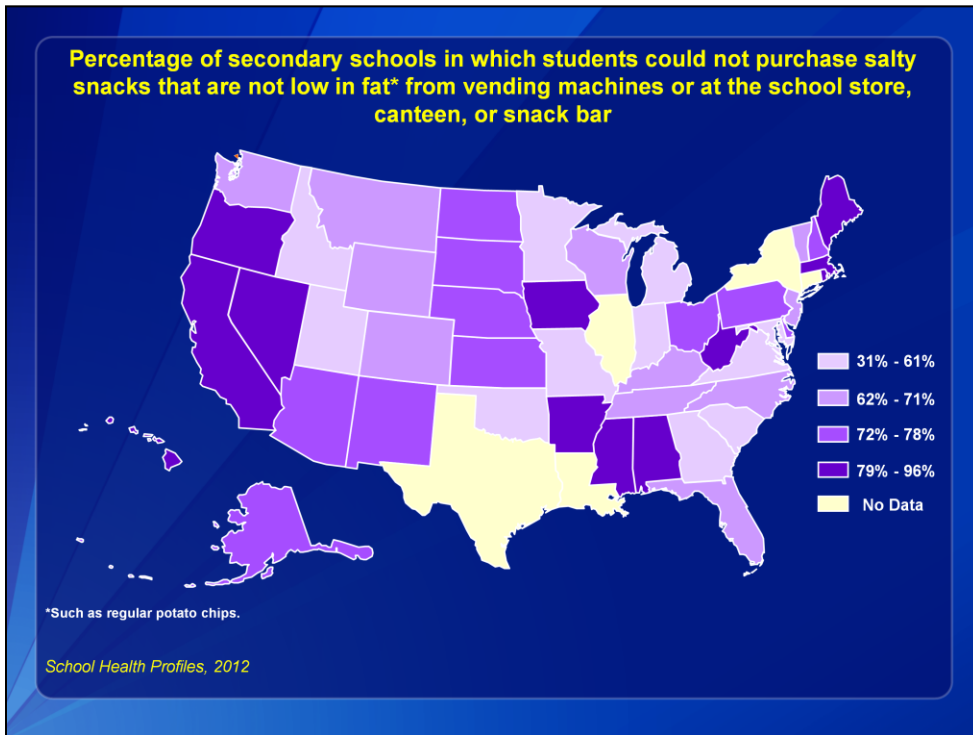 Percentage of secondary schools in which students could not purchase salty
snacks that are not low in fat* from vending machines or at the school store,
canteen, or snack bar
31% - 61%
62% - 71%
72% - 78%
79% - 96%
No Data
*Such as regular potato chips.
School Health Profiles, 2012